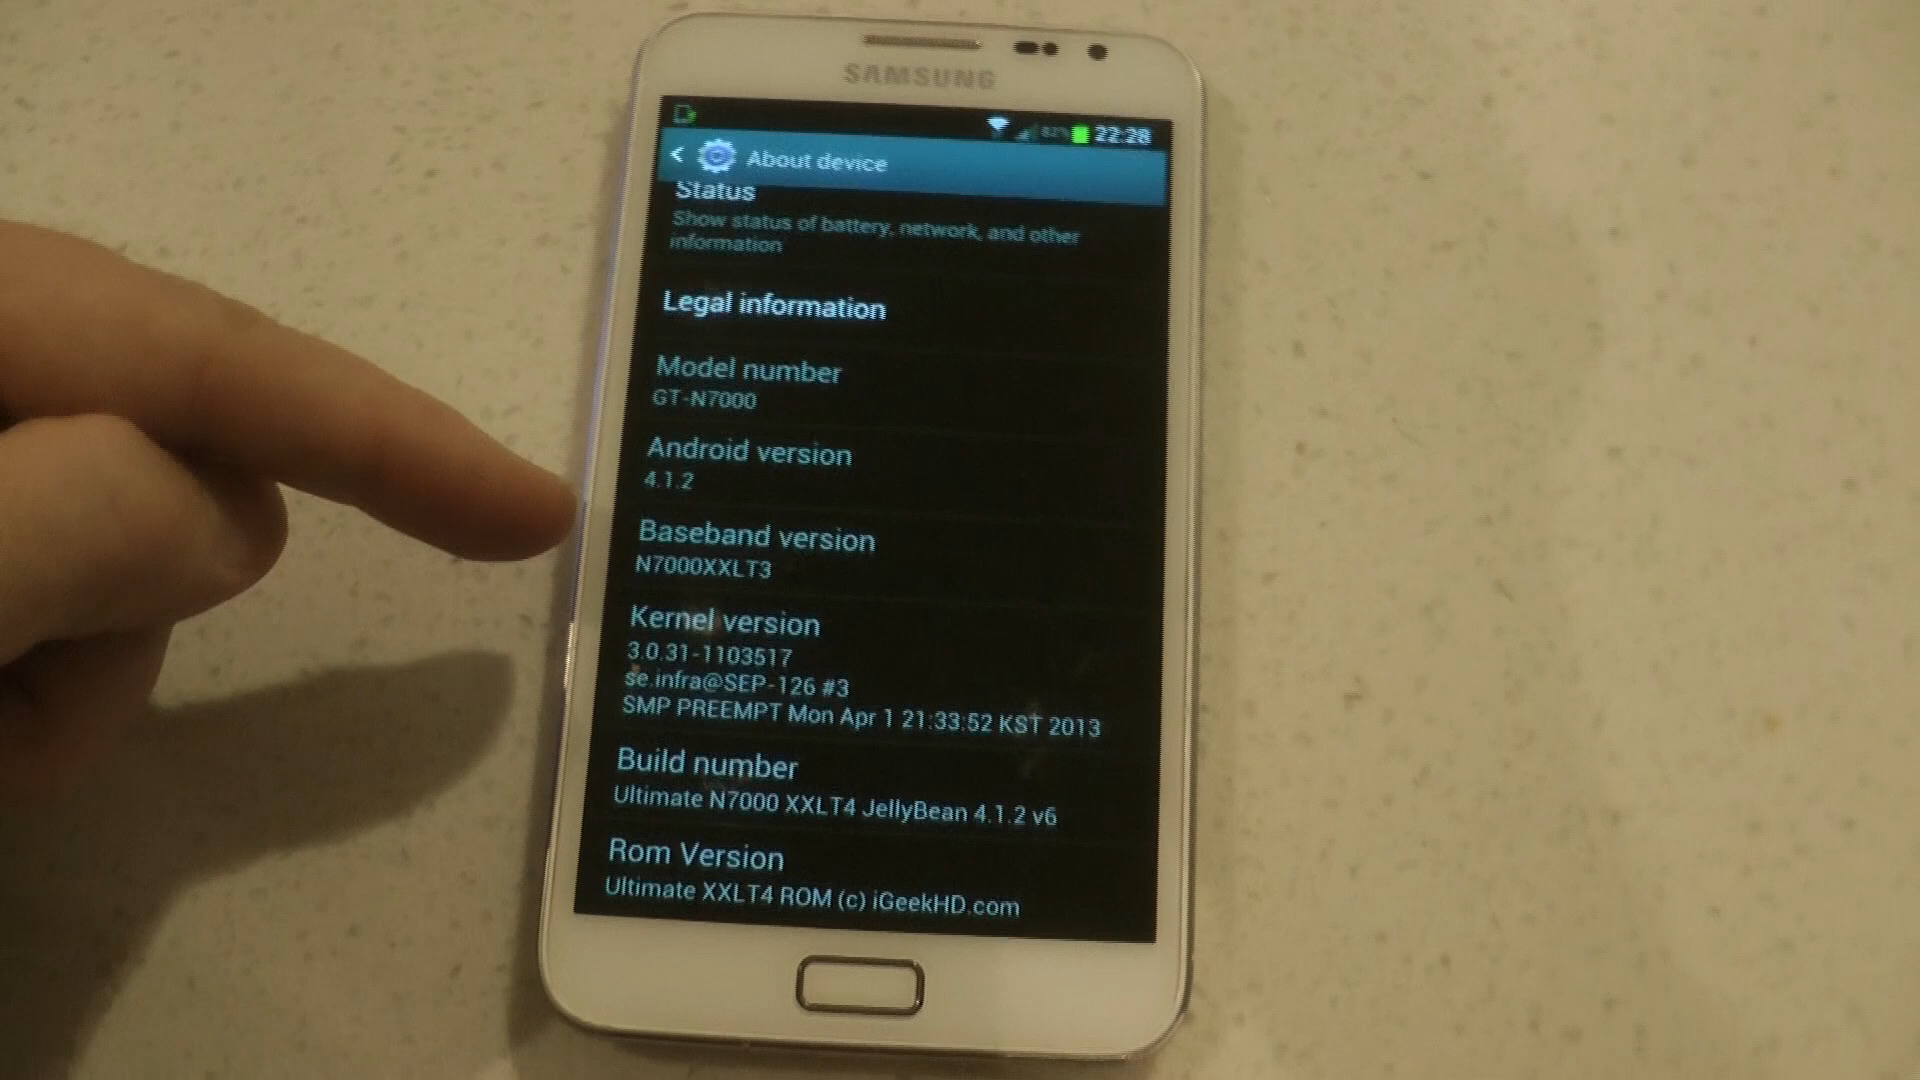 SAMSUNG
82% 22:28
About device
Status
Show status of battery, network, and other
information
Legal information
Model number
GT-N7000
Android version
4.1.2
Baseband version
N7000XXLT3
Kernel version
3.0.31-1103517
se.infra@SEP-126 #3
SMP PREEMPT Mon Apr 1 21:33:52 KST 2013
Build number
Ultimate N7000 XXLT4 JellyBean 4.1.2 v6
Rom Version
Ultimate XXLT4 ROM (c) iGeekHD.com